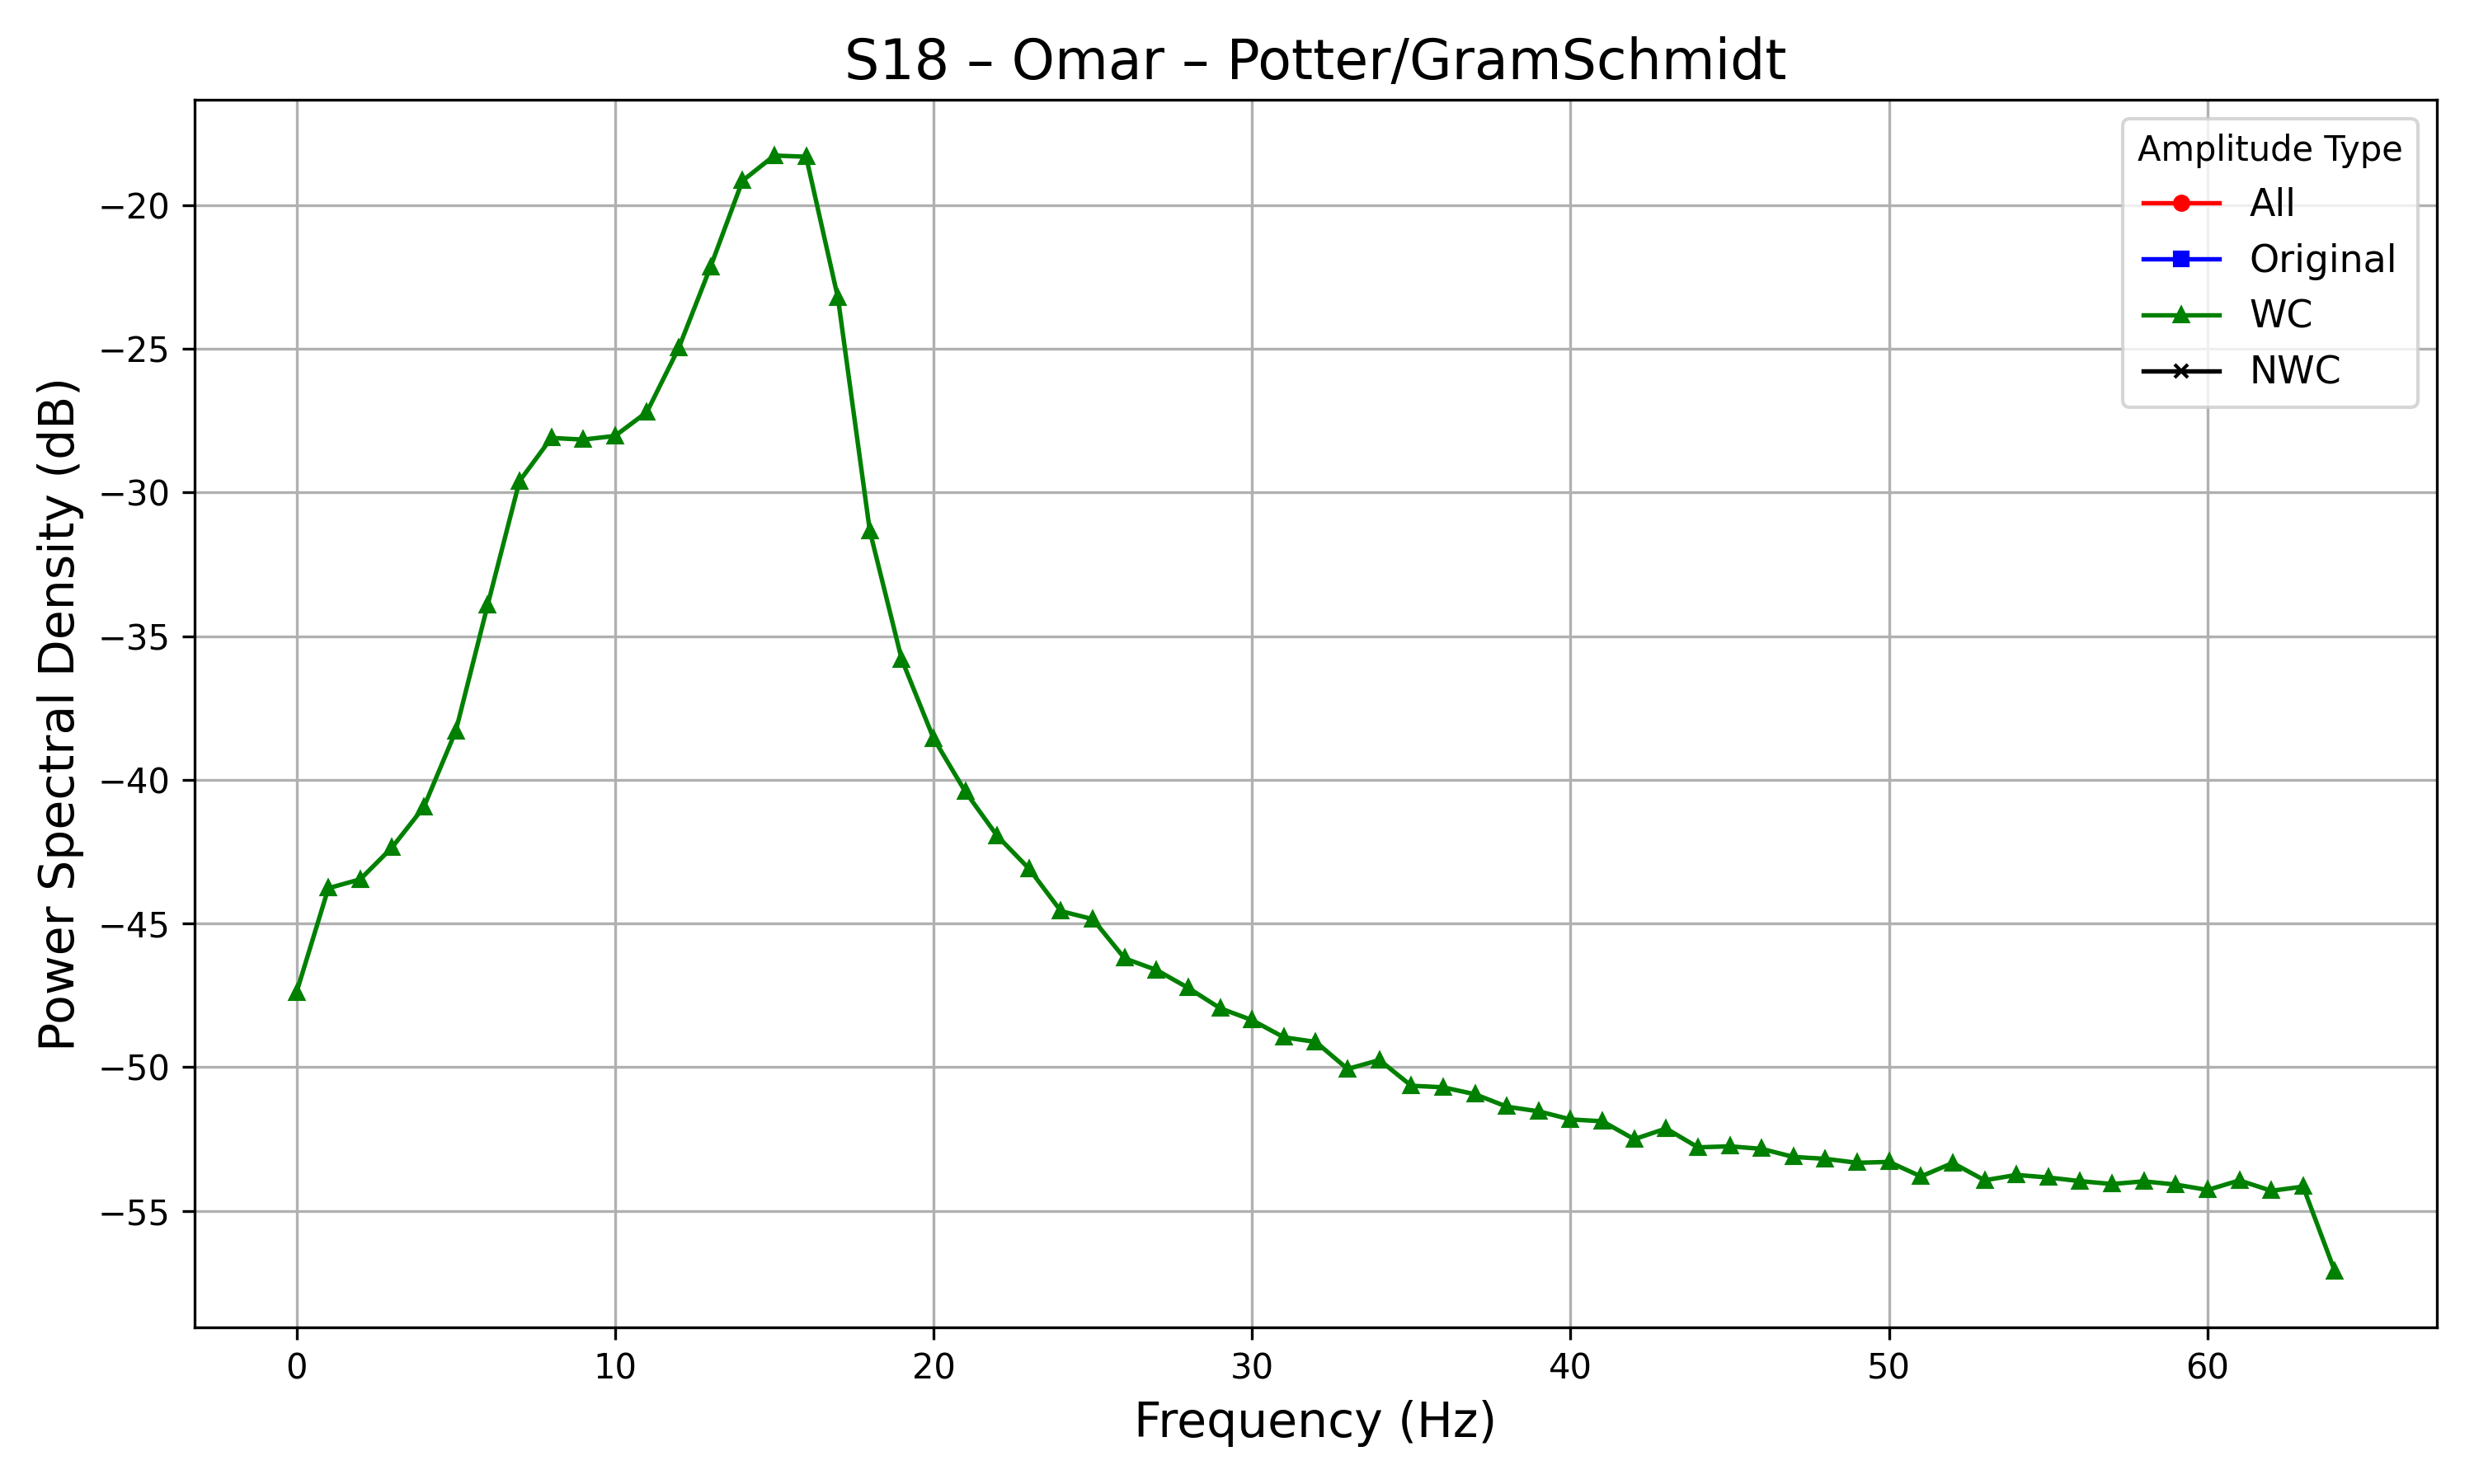 S18 – Omar – Potter/GramSchmidt
Amplitude Type
All
Original
WC
NWC
Power Spectral Density (dB)
−20
−25
−30
−35
−40
−45
−50
−55
0 10 20 30 40 50 60
Frequency (Hz)